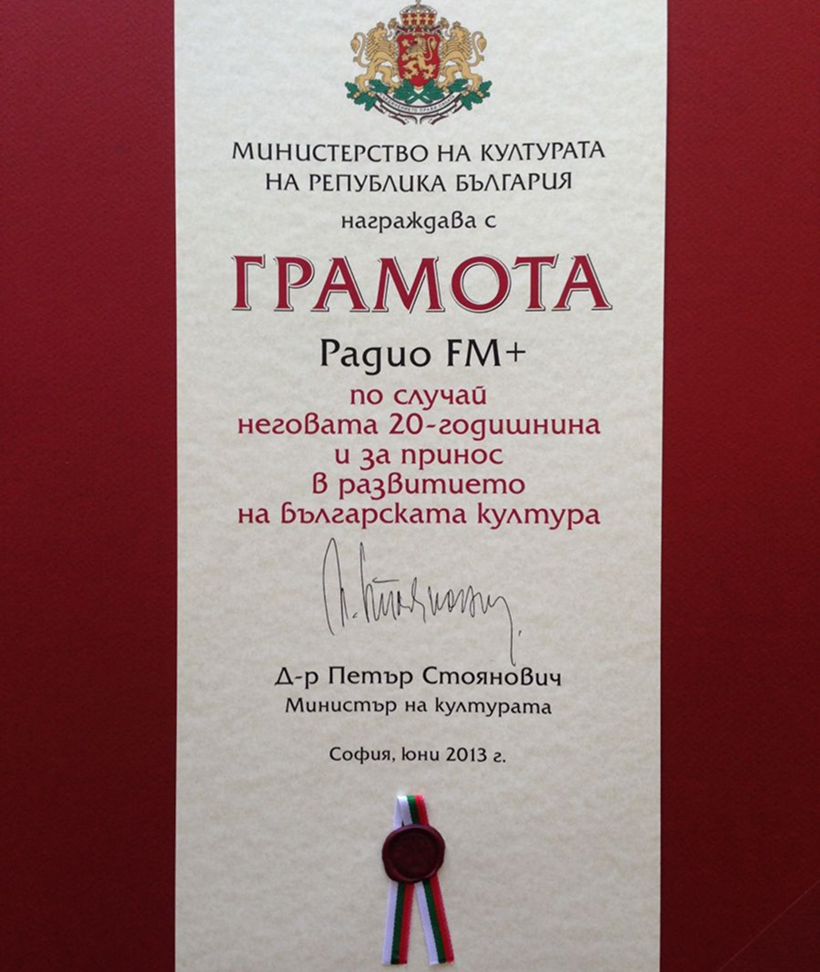 МИНИСТЕРСТВО НА КУЛТУРАТА
НА РЕПУБЛИКА БЪЛГАРИЯ
награждава с
ГРАМОТА
Радио FM+
по случай
неговата 20-годишнина
и за принос
в развитието
на българската култура
Д-р Петър Стоянович
Министър на културата
София, юни 2013 г.